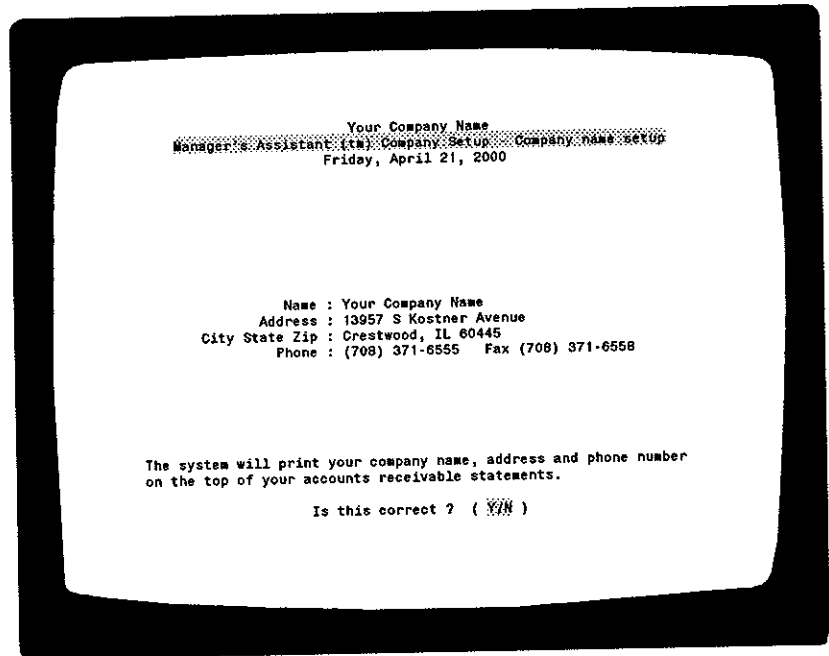 Your Company Name
Manager's Assistant (tm) Company Setup Company name setup
Friday, April 21, 2000
Name : Your Company Name
Address : 13957 S Kostner Avenue
City State Zip : Crestwood, IL 60445
Phone : (708) 371-6555 Fax (708) 371-6558
The system will print your company name, address and phone number
on the top of your accounts receivable statements.
Is this correct ? ( Y/N )